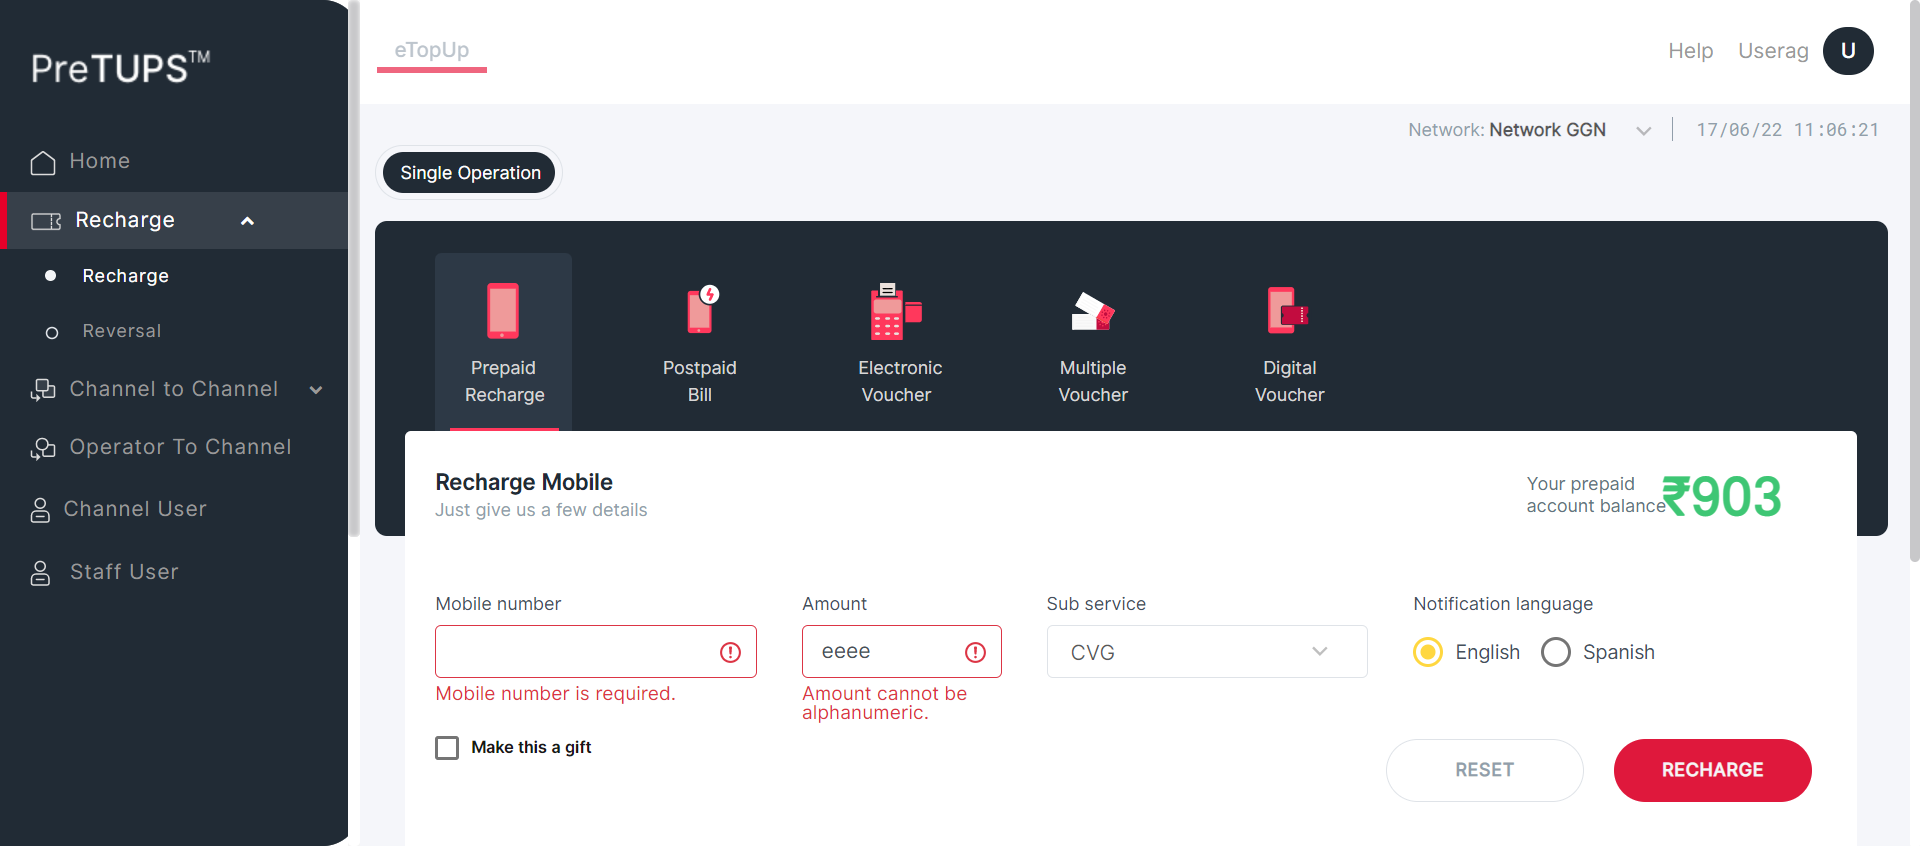 PreTUPS™
Home
Recharge
Recharge
Reversal
Channel to Channel
Operator To Channel
Channel User
Staff User
eTopUp
Help Userag U
Network: Network GGN 17/06/22 11:06:21
Single Operation
Prepaid
Recharge
Postpaid
Bill
Electronic
Voucher
Multiple
Voucher
Digital
Voucher
Recharge Mobile
Just give us a few details
Your prepaid
account balance
₹903
Mobile number
Mobile number is required.
Amount
eeee
Amount cannot be
alphanumeric.
Sub service
CVG
Notification language
English Spanish
Make this a gift
RESET RECHARGE